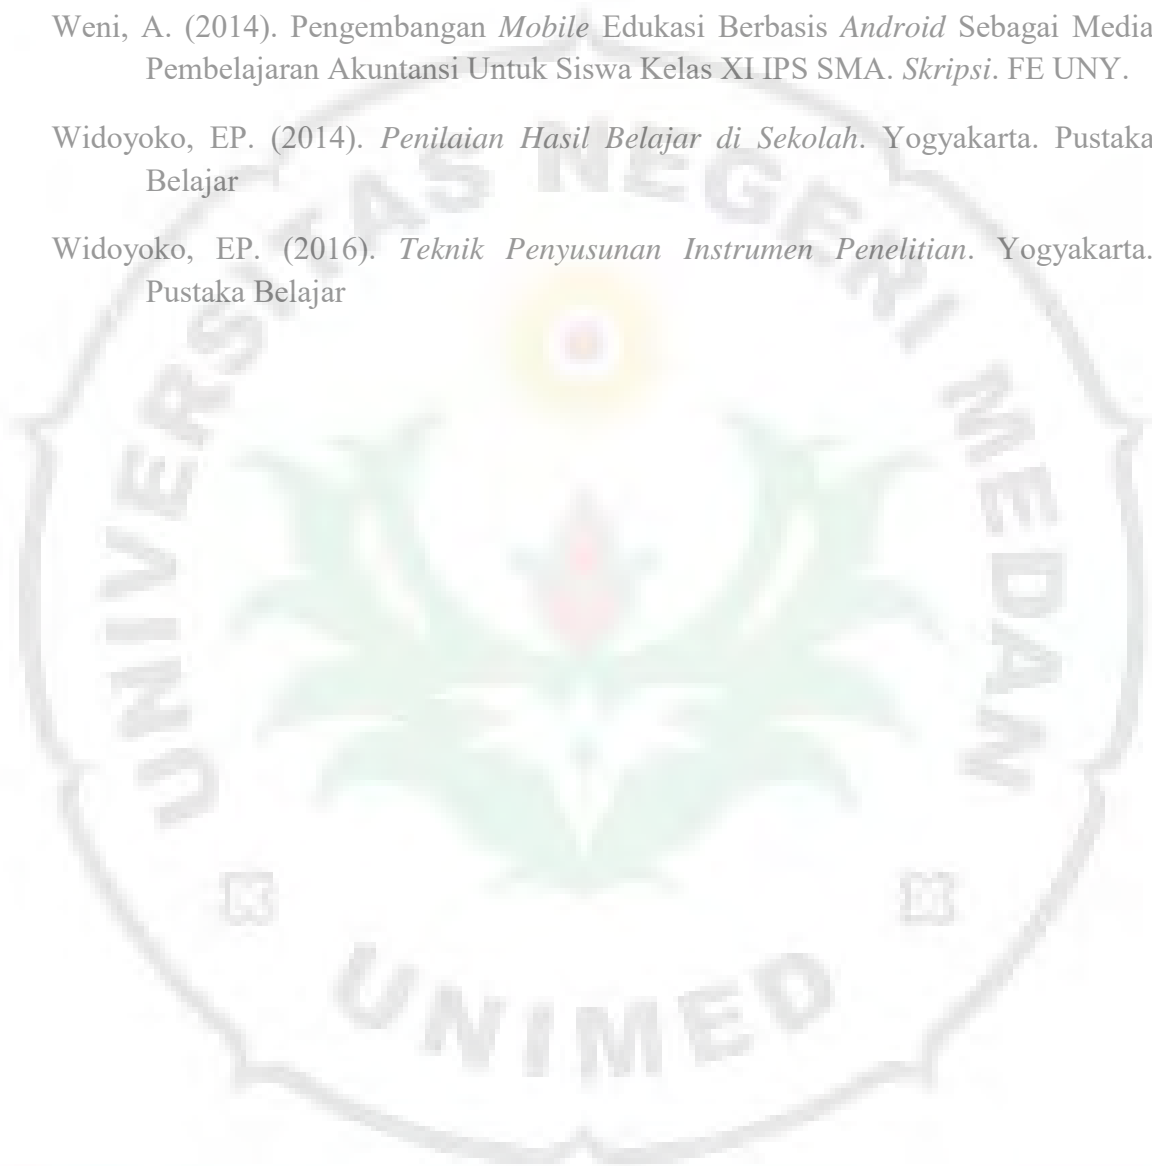 Weni, A. (2014). Pengembangan Mobile Edukasi Berbasis Android Sebagai Media
Pembelajaran Akuntansi Untuk Siswa Kelas XI IPS SMA. Skripsi. FE UNY.
Widoyoko, EP. (2014). Penilaian Hasil Belajar di Sekolah. Yogyakarta. Pustaka
Belajar
Widoyoko, EP. (2016). Teknik Penyusunan Instrumen Penelitian. Yogyakarta.
Pustaka Belajar
UNIVERSITAS NEGERI MEDAN
UNIMED